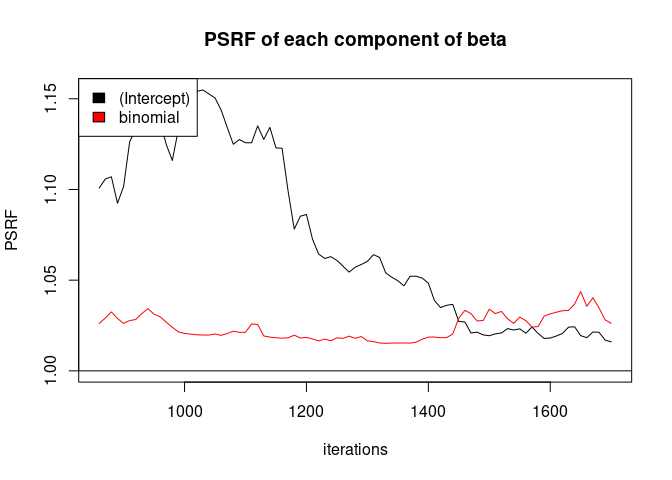 PSRF of each component of beta
(Intercept)
binomial
PSRF
1.15
1.10
1.05
1.00
1000 1200 1400 1600
iterations